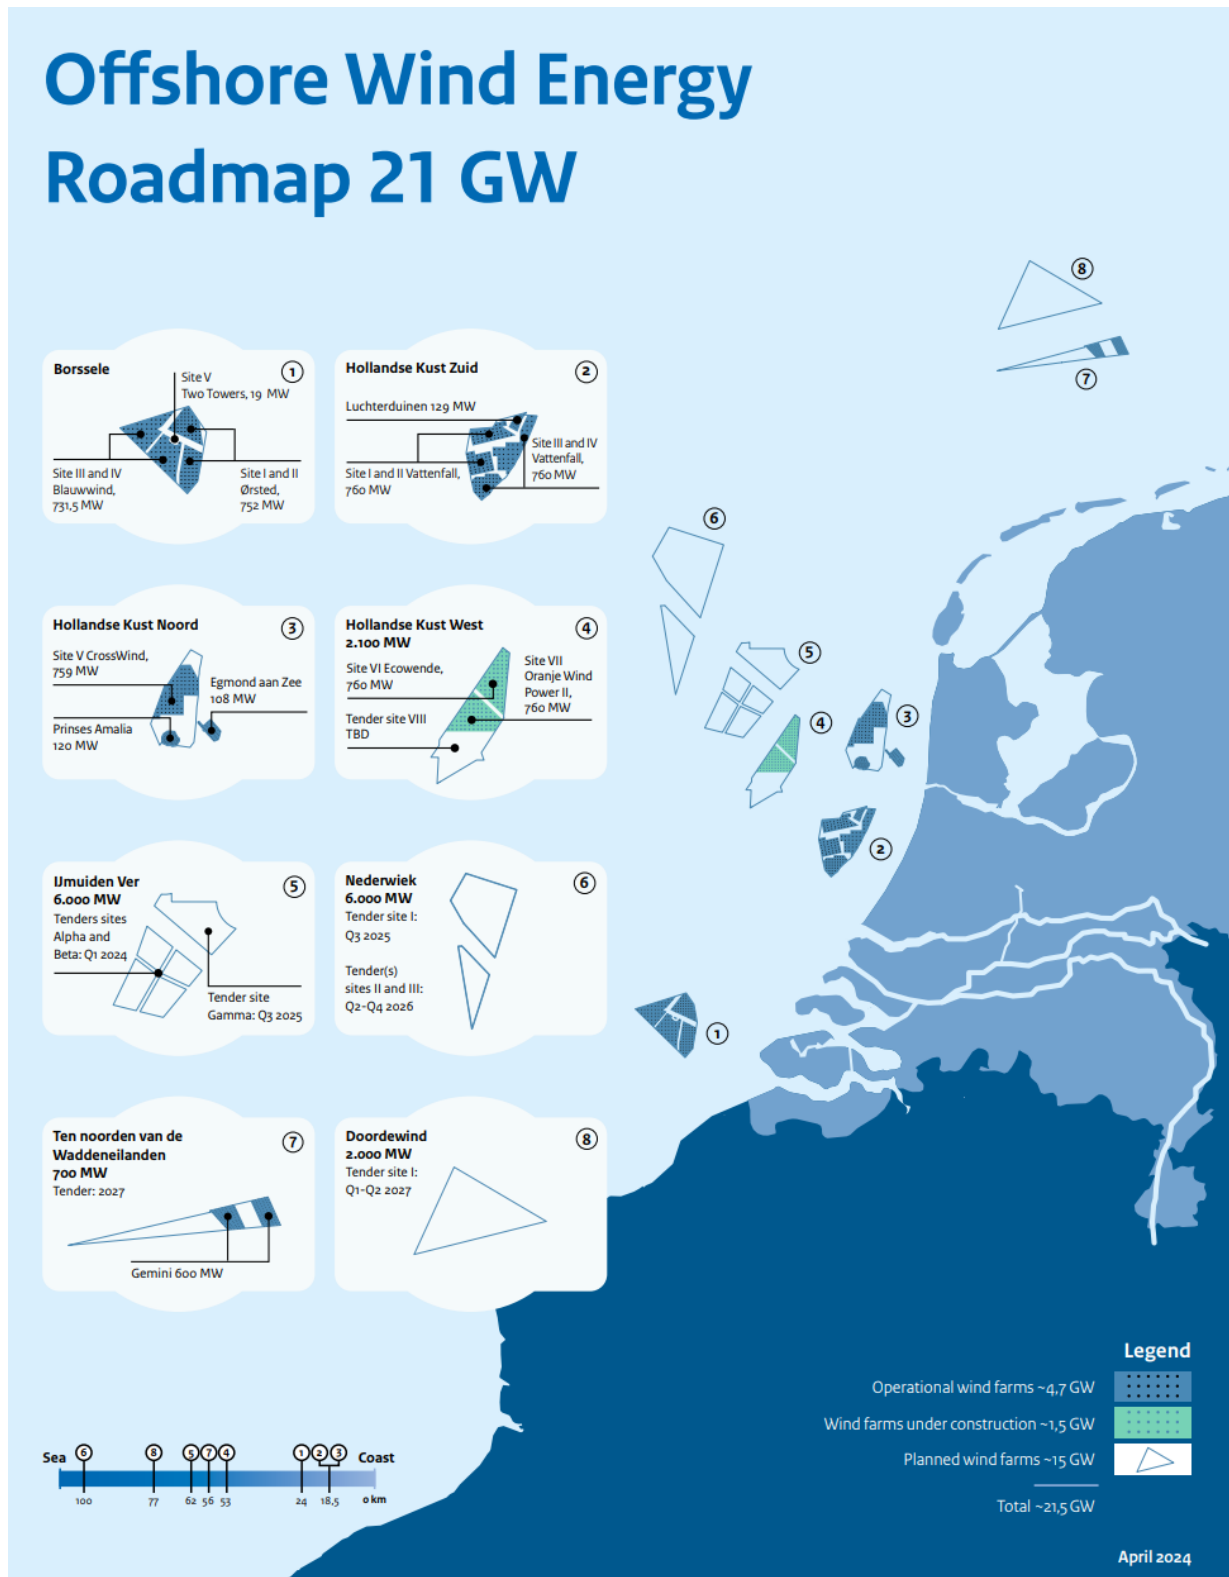 Offshore Wind Energy
Roadmap 21 GW
8
7
6
5
4
3
2
1
Borssele
1
Site V
Two Towers, 19 MW
Site III and IV
Blauwwind,
731,5 MW
Site I and II
Ørsted,
752 MW
Hollandse Kust Zuid
2
Luchterduinen 129 MW
Site III and IV
Vattenfall,
760 MW
Site I and II Vattenfall,
760 MW
Hollandse Kust Noord
3
Site V CrossWind,
759 MW
Egmond aan Zee
108 MW
Prinses Amalia
120 MW
Hollandse Kust West
2.100 MW
4
Site VI Ecowende,
760 MW
Site VII
Oranje Wind
Power II,
760 MW
Tender site VIII
TBD
IJmuiden Ver
6.000 MW
5
Tenders sites
Alpha and
Beta: Q1 2024
Tender site
Gamma: Q3 2025
Nederwiek
6.000 MW
6
Tender site I:
Q3 2025
Tender(s)
sites II and III:
Q2-Q4 2026
Ten noorden van de
Waddeneilanden
700 MW
7
Tender: 2027
Gemini 600 MW
Doordewind
2.000 MW
8
Tender site I:
Q1-Q2 2027
Legend
Operational wind farms ~4,7 GW
Wind farms under construction ~1,5 GW
Planned wind farms ~15 GW
Total ~21,5 GW
Sea 6 8 5 7 4 1 2 3 Coast
100 77 62 56 53 24 18,5 0 km
April 2024